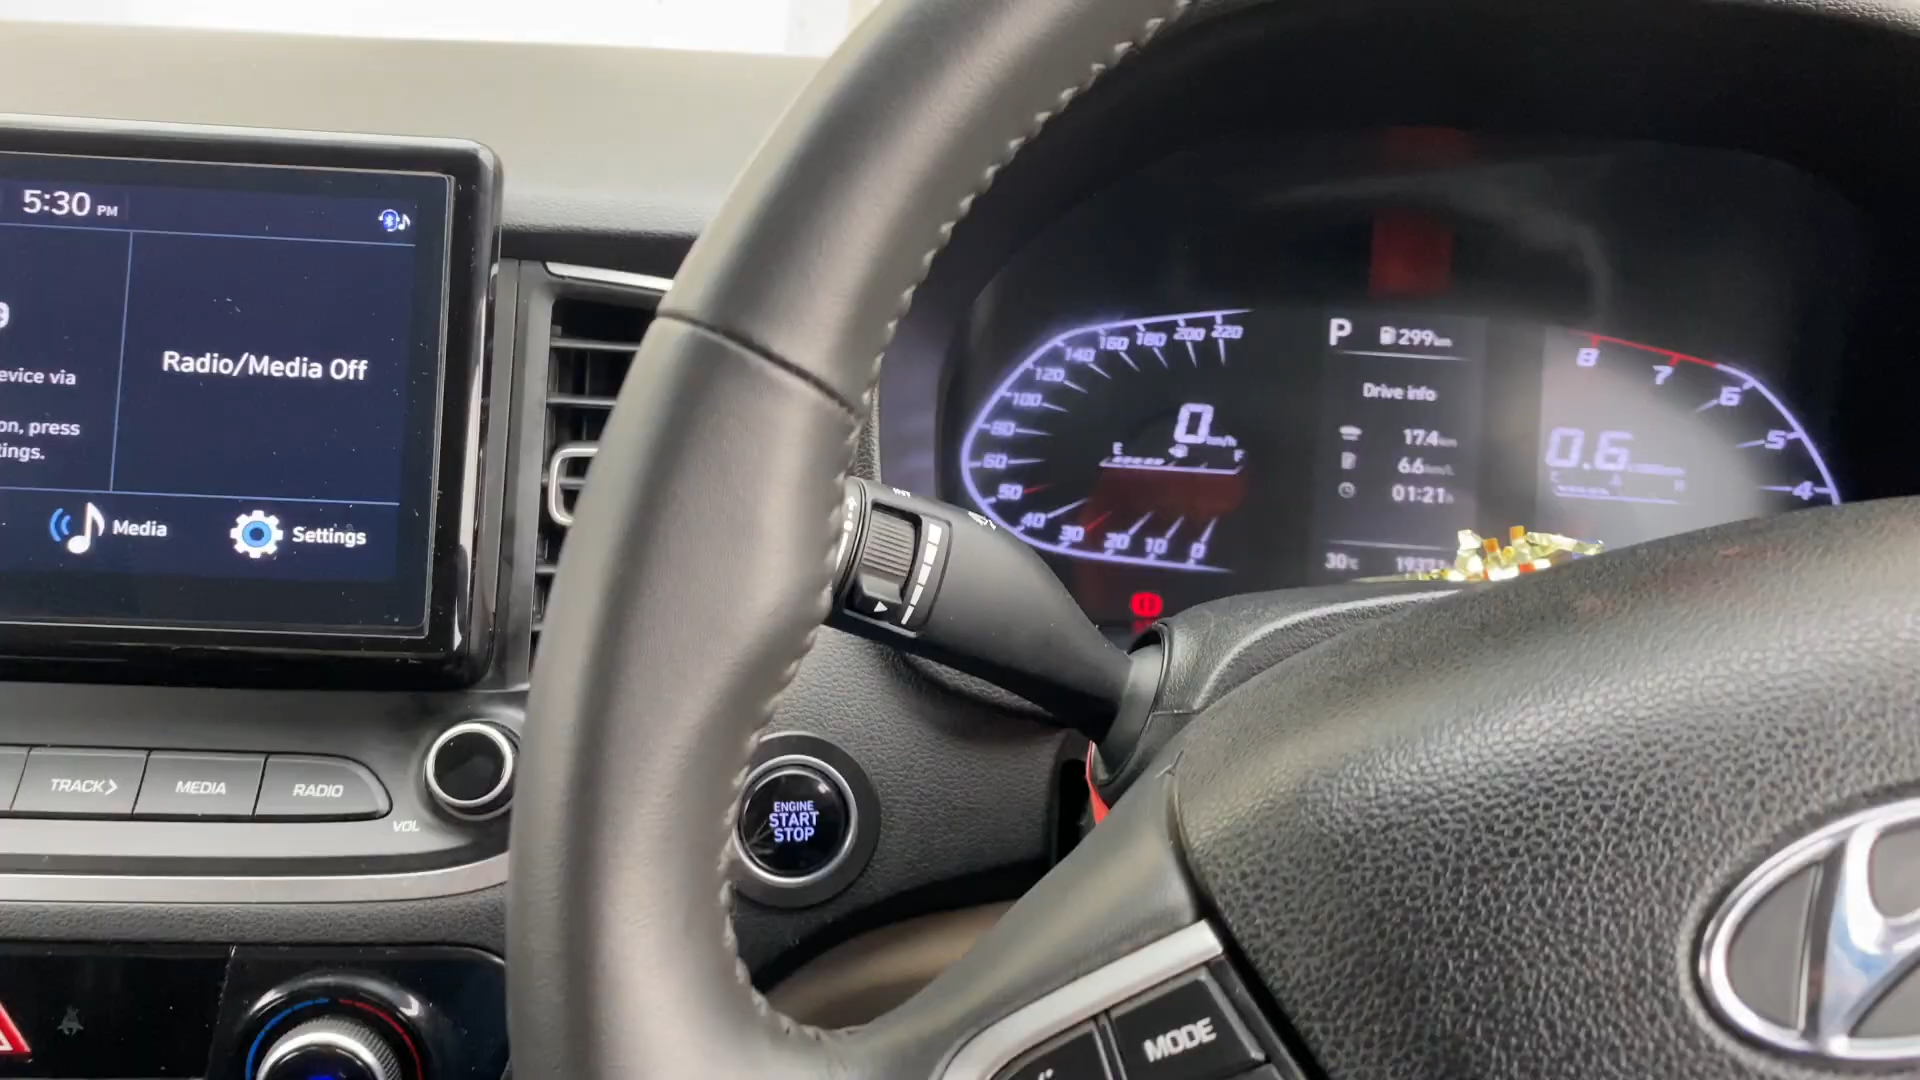 5:30 PM
evice via
on, press
ings.
Radio/Media Off
Media
Settings
TRACK>
MEDIA
RADIO
VOL
ENGINE
START
STOP
MODE
220
200
180
160
140
120
100
80
60
50
40
30
20
10
0
0 km/h
E F
P
299km
Drive info
17.4km
6.6km/L
01:21h
30°C
8
7
6
5
4
0.6